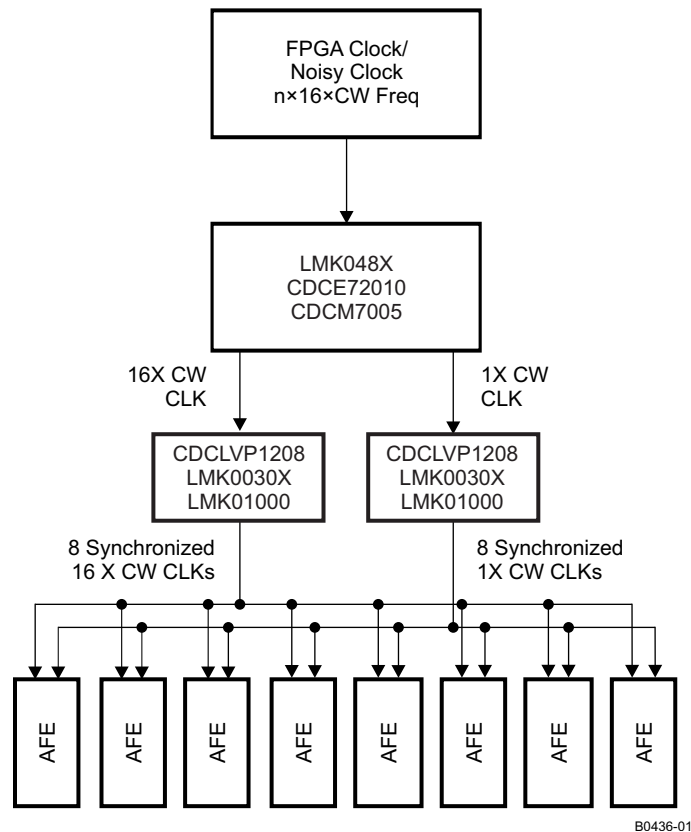 FPGA Clock/
Noisy Clock
n×16×CW Freq
LMK048X
CDCE72010
CDCM7005
16X CW
CLK
1X CW
CLK
CDCLVP1208
LMK0030X
LMK01000
CDCLVP1208
LMK0030X
LMK01000
8 Synchronized
16 X CW CLKs
8 Synchronized
1X CW CLKs
AFE
AFE
AFE
AFE
AFE
AFE
AFE
AFE
B0436-01